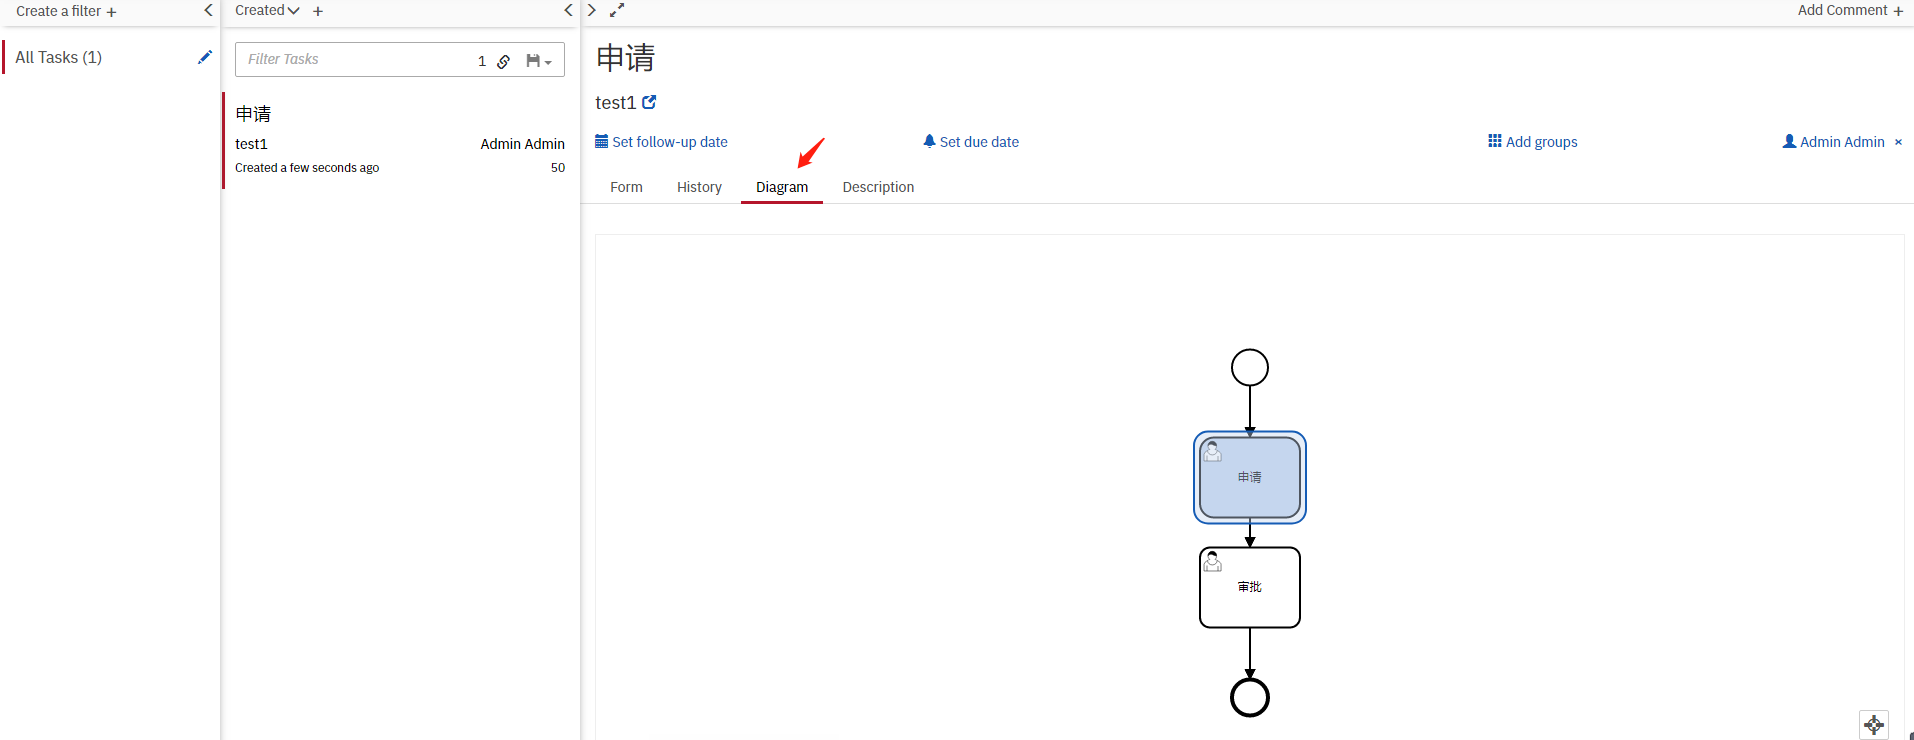 Create a filter +
All Tasks (1)
Created +
Filter Tasks 1
申请
test1 Admin Admin
Created a few seconds ago 50
Add Comment +
申请
test1
Set follow-up date Set due date Add groups Admin Admin ×
Form History Diagram Description
申请
审批